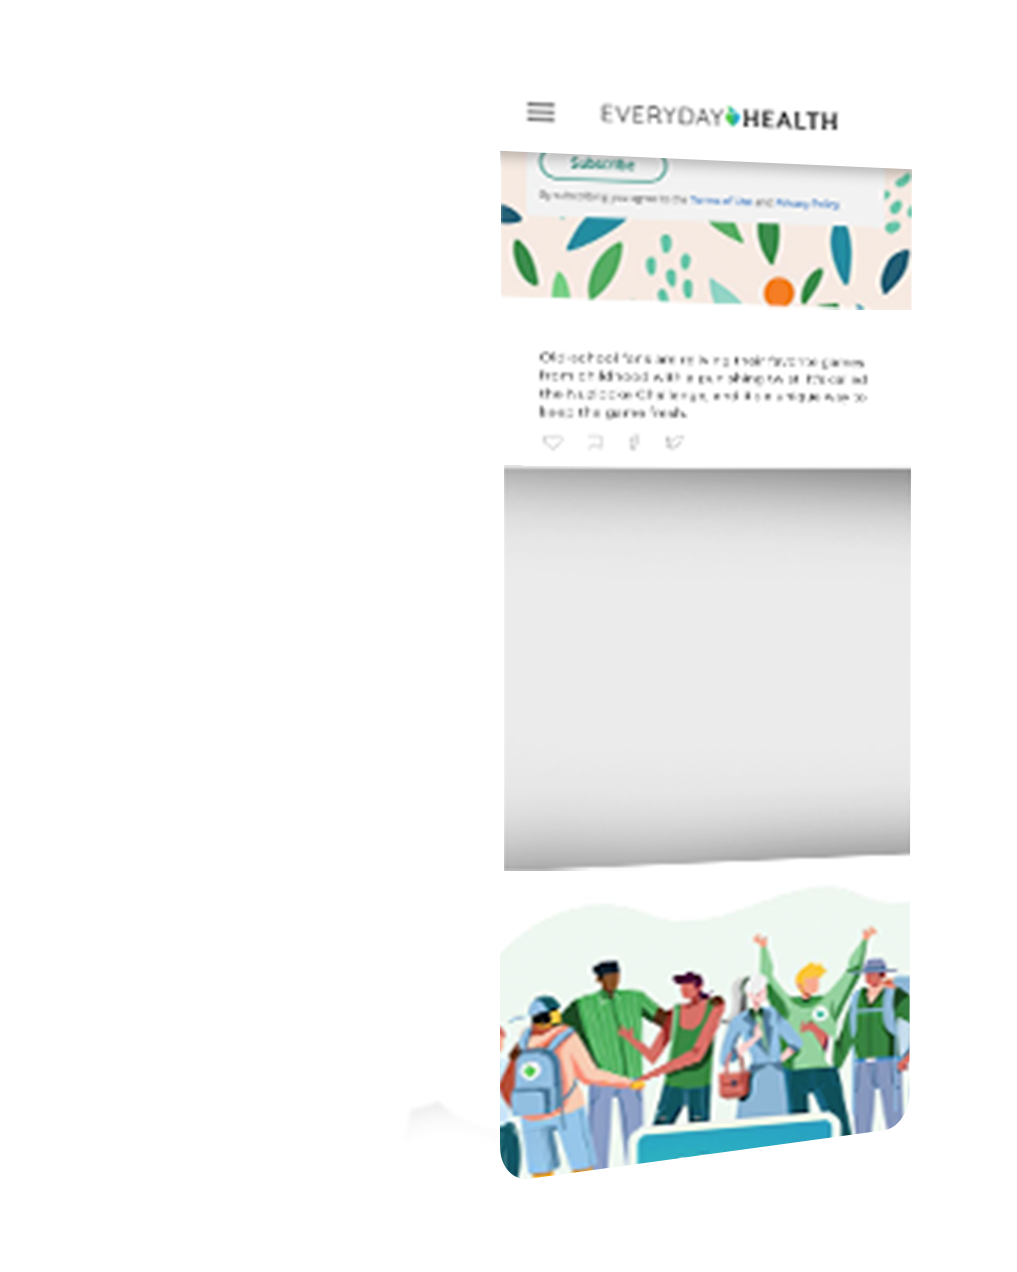 EVERYDAY HEALTH
Subscribe
By subscribing you agree to the Terms of Use and Privacy Policy.
Old-school fans are reliving their favorite games
from childhood with a punishing twist. It's called
the Nuzlocke Challenge, and it's a unique way to
keep the game fresh.